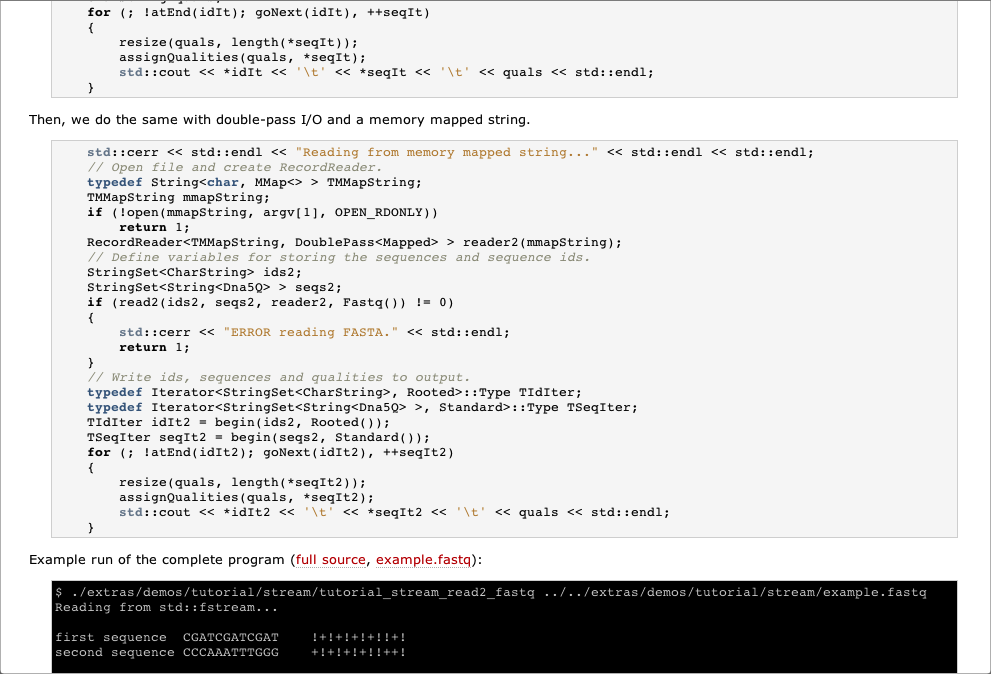 for (; !atEnd(idIt); goNext(idIt), ++seqIt)
{
    resize(quals, length(*seqIt));
    assignQualities(quals, *seqIt);
    std::cout << *idIt << '\t' << *seqIt << '\t' << quals << std::endl;
}
Then, we do the same with double-pass I/O and a memory mapped string.
std::cerr << std::endl << "Reading from memory mapped string..." << std::endl << std::endl;
// Open file and create RecordReader.
typedef String<char, MMap<> > TMMapString;
TMMapString mmapString;
if (!open(mmapString, argv[1], OPEN_RDONLY))
    return 1;
RecordReader<TMMapString, DoublePass<Mapped> > reader2(mmapString);
// Define variables for storing the sequences and sequence ids.
StringSet<CharString> ids2;
StringSet<String<Dna5Q> > seqs2;
if (read2(ids2, seqs2, reader2, Fastq()) != 0)
{
    std::cerr << "ERROR reading FASTA." << std::endl;
    return 1;
}
// Write ids, sequences and qualities to output.
typedef Iterator<StringSet<CharString>, Rooted>::Type TIdIter;
typedef Iterator<StringSet<String<Dna5Q> >, Standard>::Type TSeqIter;
TIdIter idIt2 = begin(ids2, Rooted());
TSeqIter seqIt2 = begin(seqs2, Standard());
for (; !atEnd(idIt2); goNext(idIt2), ++seqIt2)
{
    resize(quals, length(*seqIt2));
    assignQualities(quals, *seqIt2);
    std::cout << *idIt2 << '\t' << *seqIt2 << '\t' << quals << std::endl;
}
Example run of the complete program (full source, example.fastq):
$ ./extras/demos/tutorial/stream/tutorial_stream_read2_fastq ../../extras/demos/tutorial/stream/example.fastq
Reading from std::fstream...
first sequence  CGATCGATCGAT    !+!+!+!+!!+!
second sequence CCCAAATTTGGG    +!+!+!+!!++!